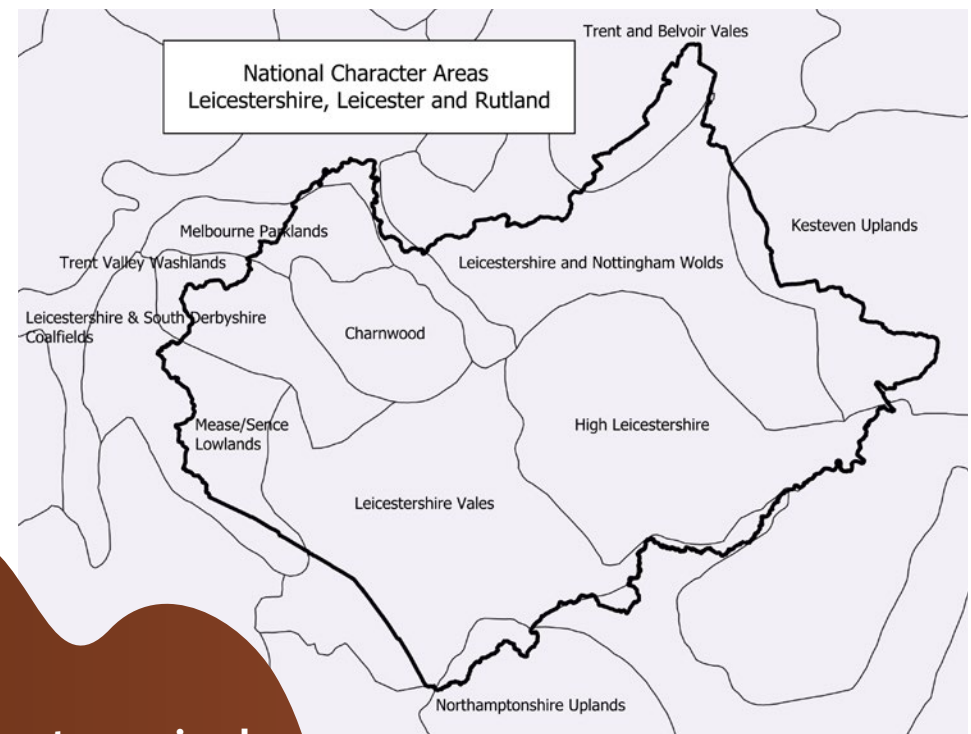 Trent and Belvoir Vales
National Character Areas
Leicestershire, Leicester and Rutland
Melbourne Parklands
Kesteven Uplands
Trent Valley Washlands
Leicestershire and Nottingham Wolds
Leicestershire & South Derbyshire
Coalfields
Charnwood
Mease/Sence
Lowlands
High Leicestershire
Leicestershire Vales
Northamptonshire Uplands